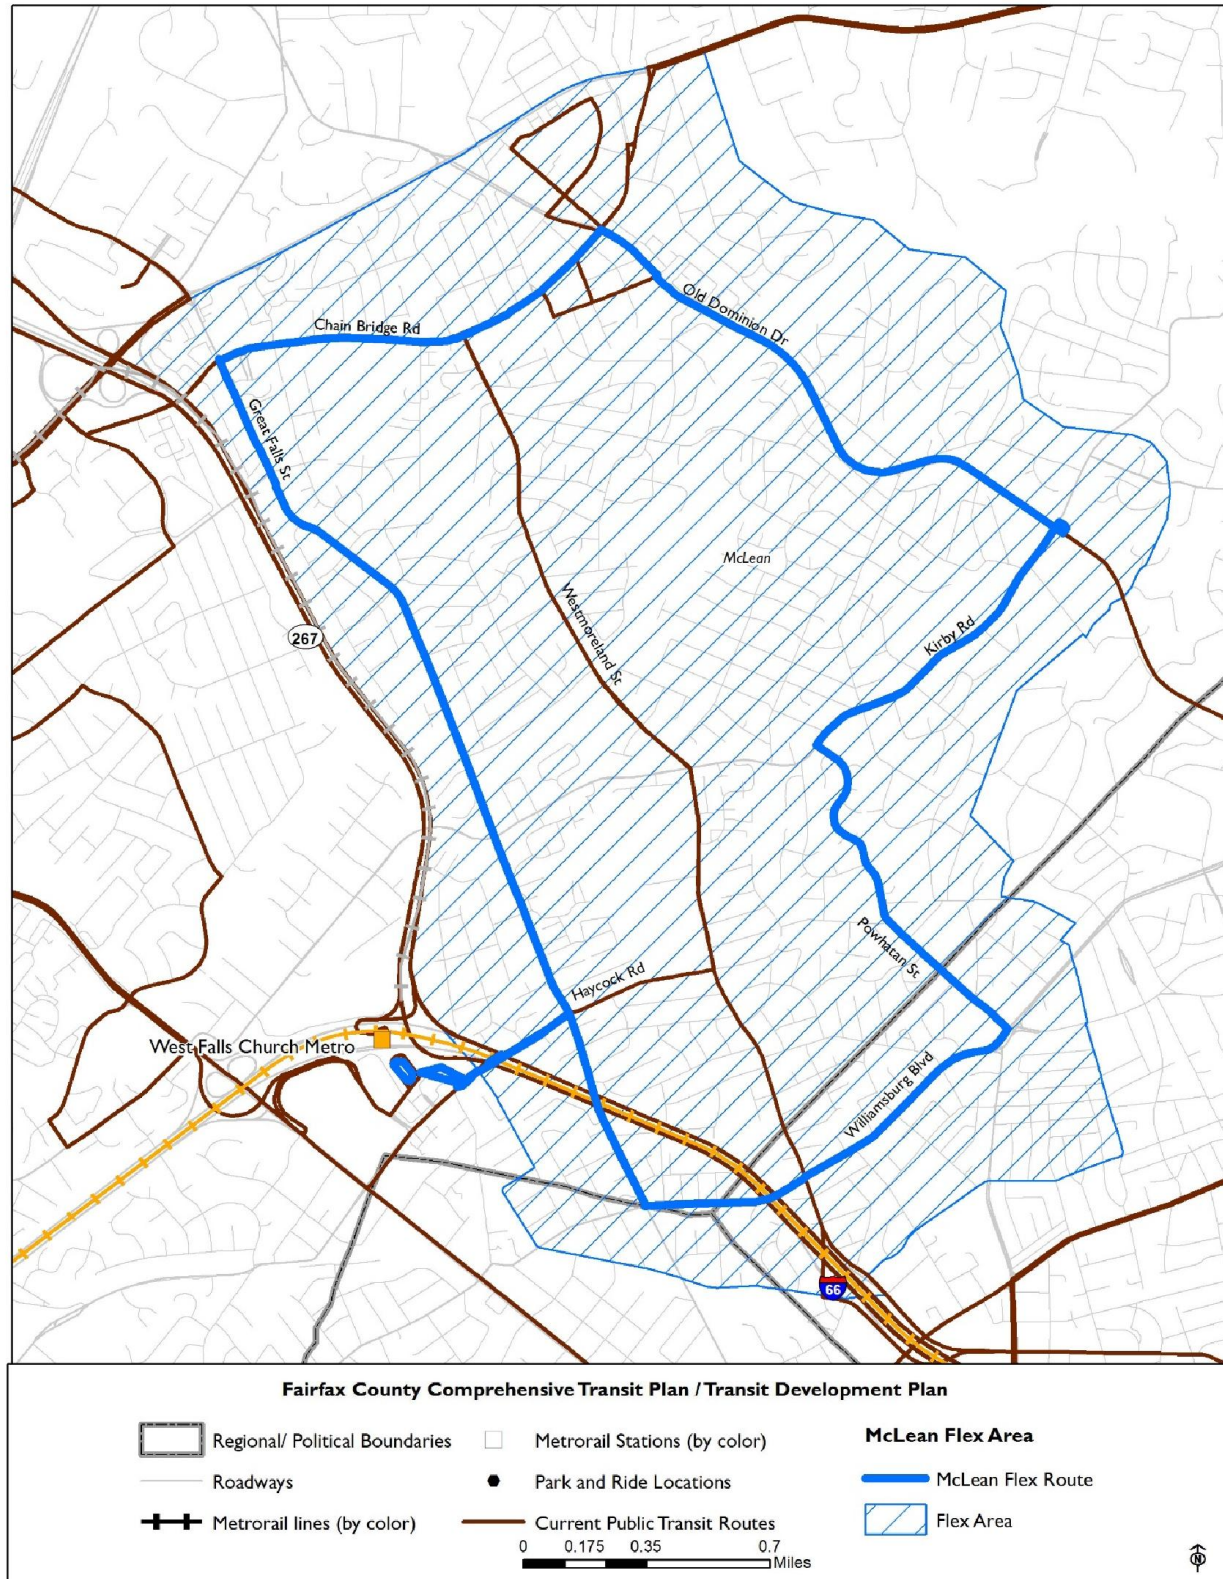 Old Dominion Dr
Chain Bridge Rd
Great Falls St
McLean
Westmoreland St
267
Kirby Rd
Powhatan St
Haycock Rd
West Falls Church Metro
Williamsburg Blvd
66
Fairfax County Comprehensive Transit Plan / Transit Development Plan
Regional/ Political Boundaries
Metrorail Stations (by color)
McLean Flex Area
Roadways
Park and Ride Locations
McLean Flex Route
Metrorail lines (by color)
Current Public Transit Routes
Flex Area
0 0.175 0.35 0.7
Miles
N